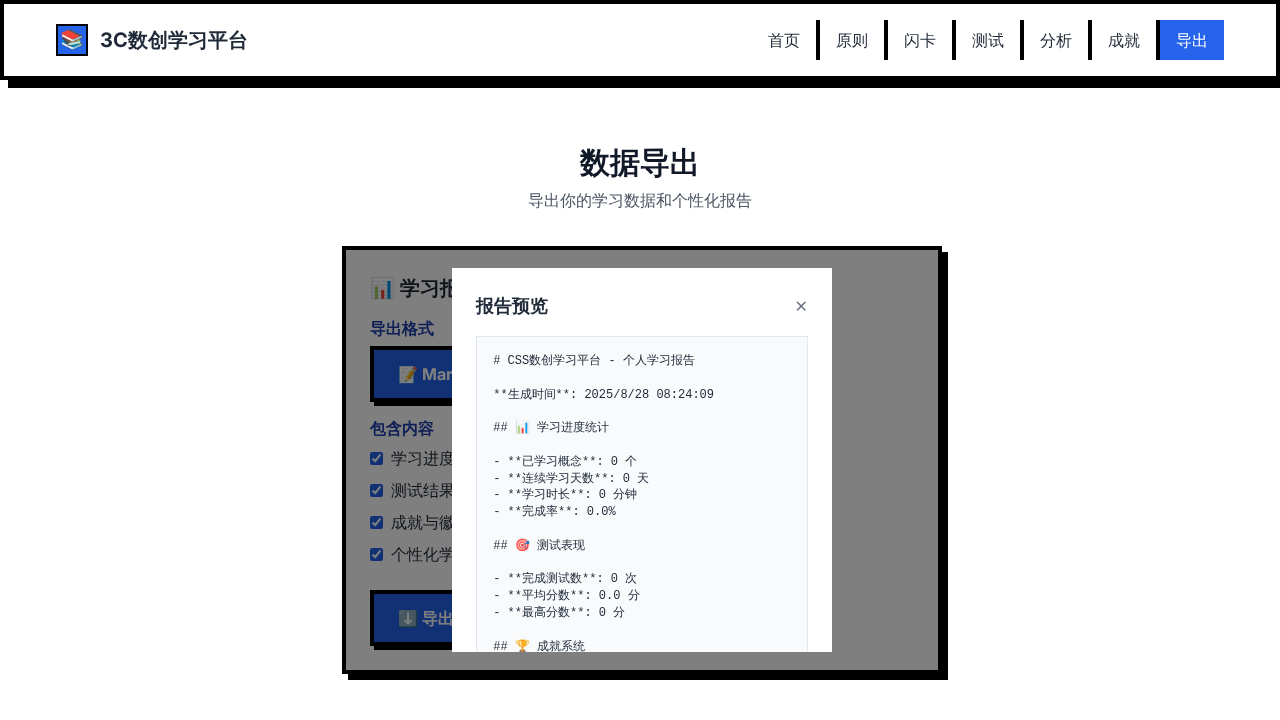 3C数创学习平台
首页
原则
闪卡
测试
分析
成就
导出
数据导出
导出你的学习数据和个性化报告
📊 学习报
导出格式
📝 Mar
包含内容
学习进度
测试结果
成就与徽
个性化学
⬇️ 导出
报告预览
×
# CSS数创学习平台 - 个人学习报告
**生成时间**: 2025/8/28 08:24:09
## 📊 学习进度统计
- **已学习概念**: 0 个
- **连续学习天数**: 0 天
- **学习时长**: 0 分钟
- **完成率**: 0.0%
## 🎯 测试表现
- **完成测试数**: 0 次
- **平均分数**: 0.0 分
- **最高分数**: 0 分
## 🏆 成就系统